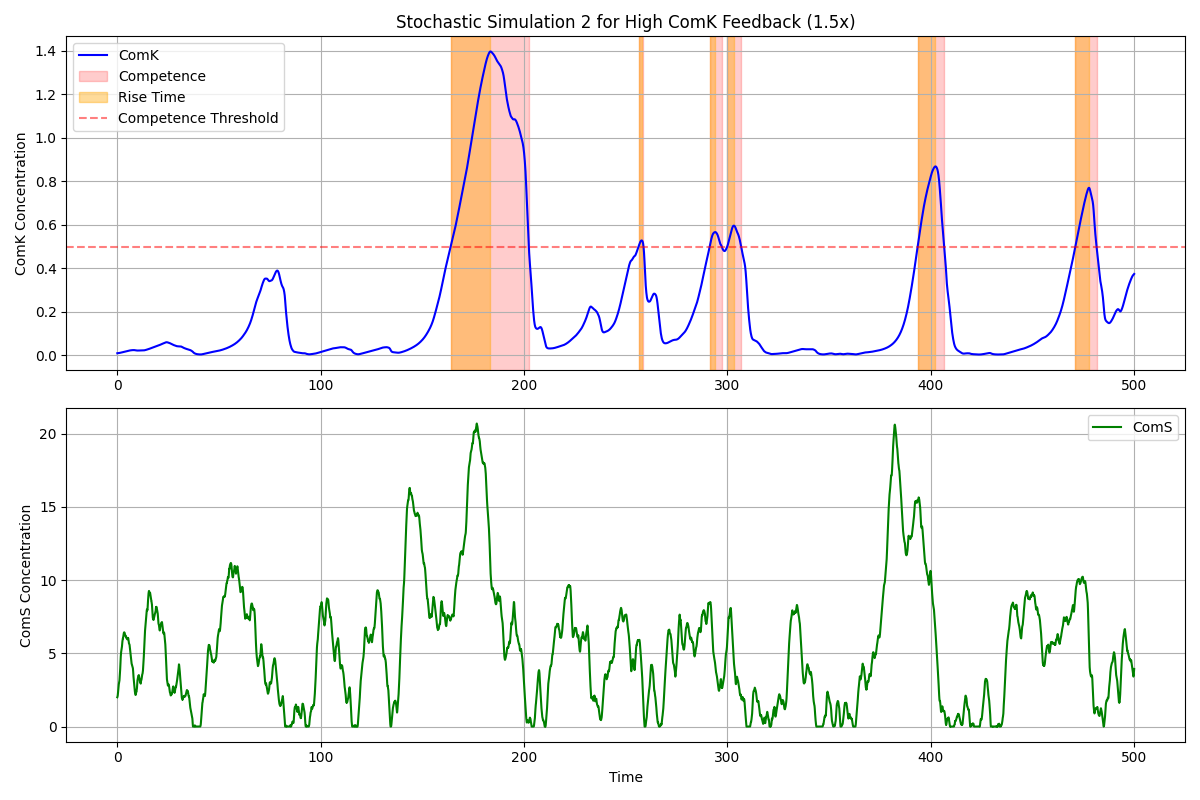 Stochastic Simulation 2 for High ComK Feedback (1.5x)
ComK Concentration
1.4
1.2
1.0
0.8
0.6
0.4
0.2
0.0
ComK
Competence
Rise Time
Competence Threshold
0 100 200 300 400 500
ComS Concentration
20
15
10
5
0
ComS
0 100 200 300 400 500
Time